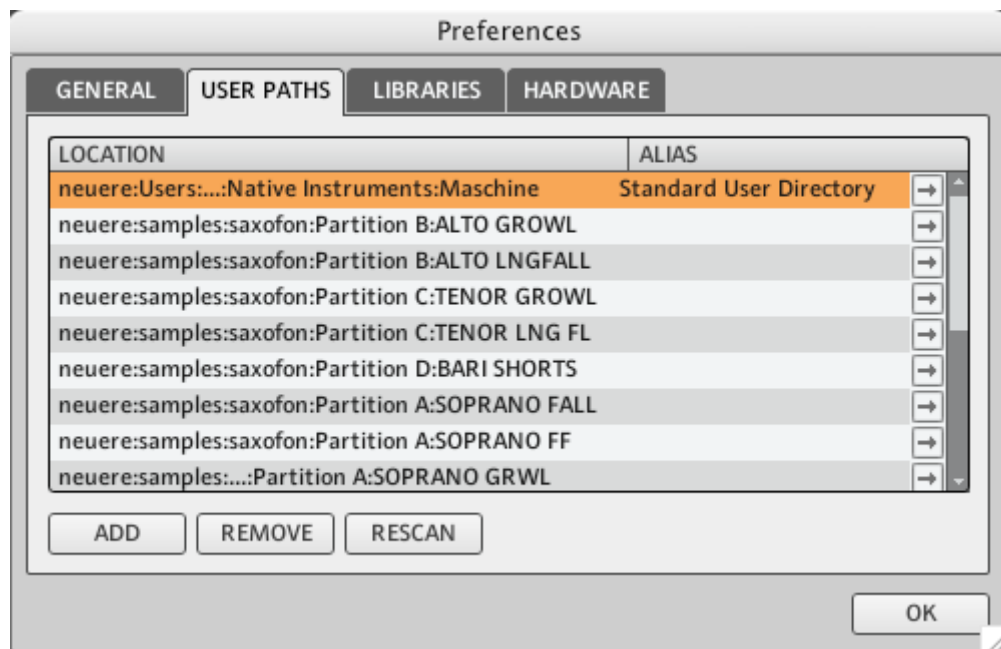 Preferences
GENERAL USER PATHS LIBRARIES HARDWARE
LOCATION ALIAS
neuere:Users:...:Native Instruments:Maschine Standard User Directory
neuere:samples:saxofon:Partition B:ALTO GROWL
neuere:samples:saxofon:Partition B:ALTO LNGFALL
neuere:samples:saxofon:Partition C:TENOR GROWL
neuere:samples:saxofon:Partition C:TENOR LNG FL
neuere:samples:saxofon:Partition D:BARI SHORTS
neuere:samples:saxofon:Partition A:SOPRANO FALL
neuere:samples:saxofon:Partition A:SOPRANO FF
neuere:samples:...:Partition A:SOPRANO GRWL
ADD REMOVE RESCAN
OK